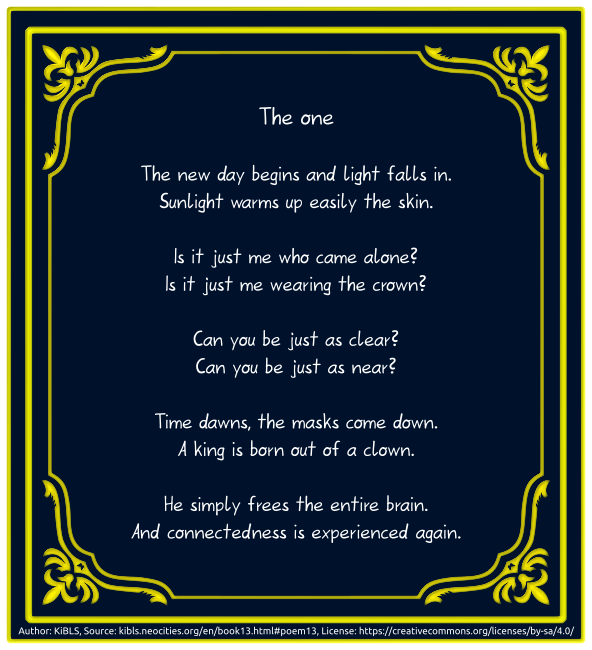 The one
The new day begins and light falls in.
Sunlight warms up easily the skin.
Is it just me who came alone?
Is it just me wearing the crown?
Can you be just as clear?
Can you be just as near?
Time dawns, the masks come down.
A king is born out of a clown.
He simply frees the entire brain.
And connectedness is experienced again.
Author: KiBLS, Source: kibls.neocities.org/en/book13.html#poem13, License: https://creativecommons.org/licenses/by-sa/4.0/